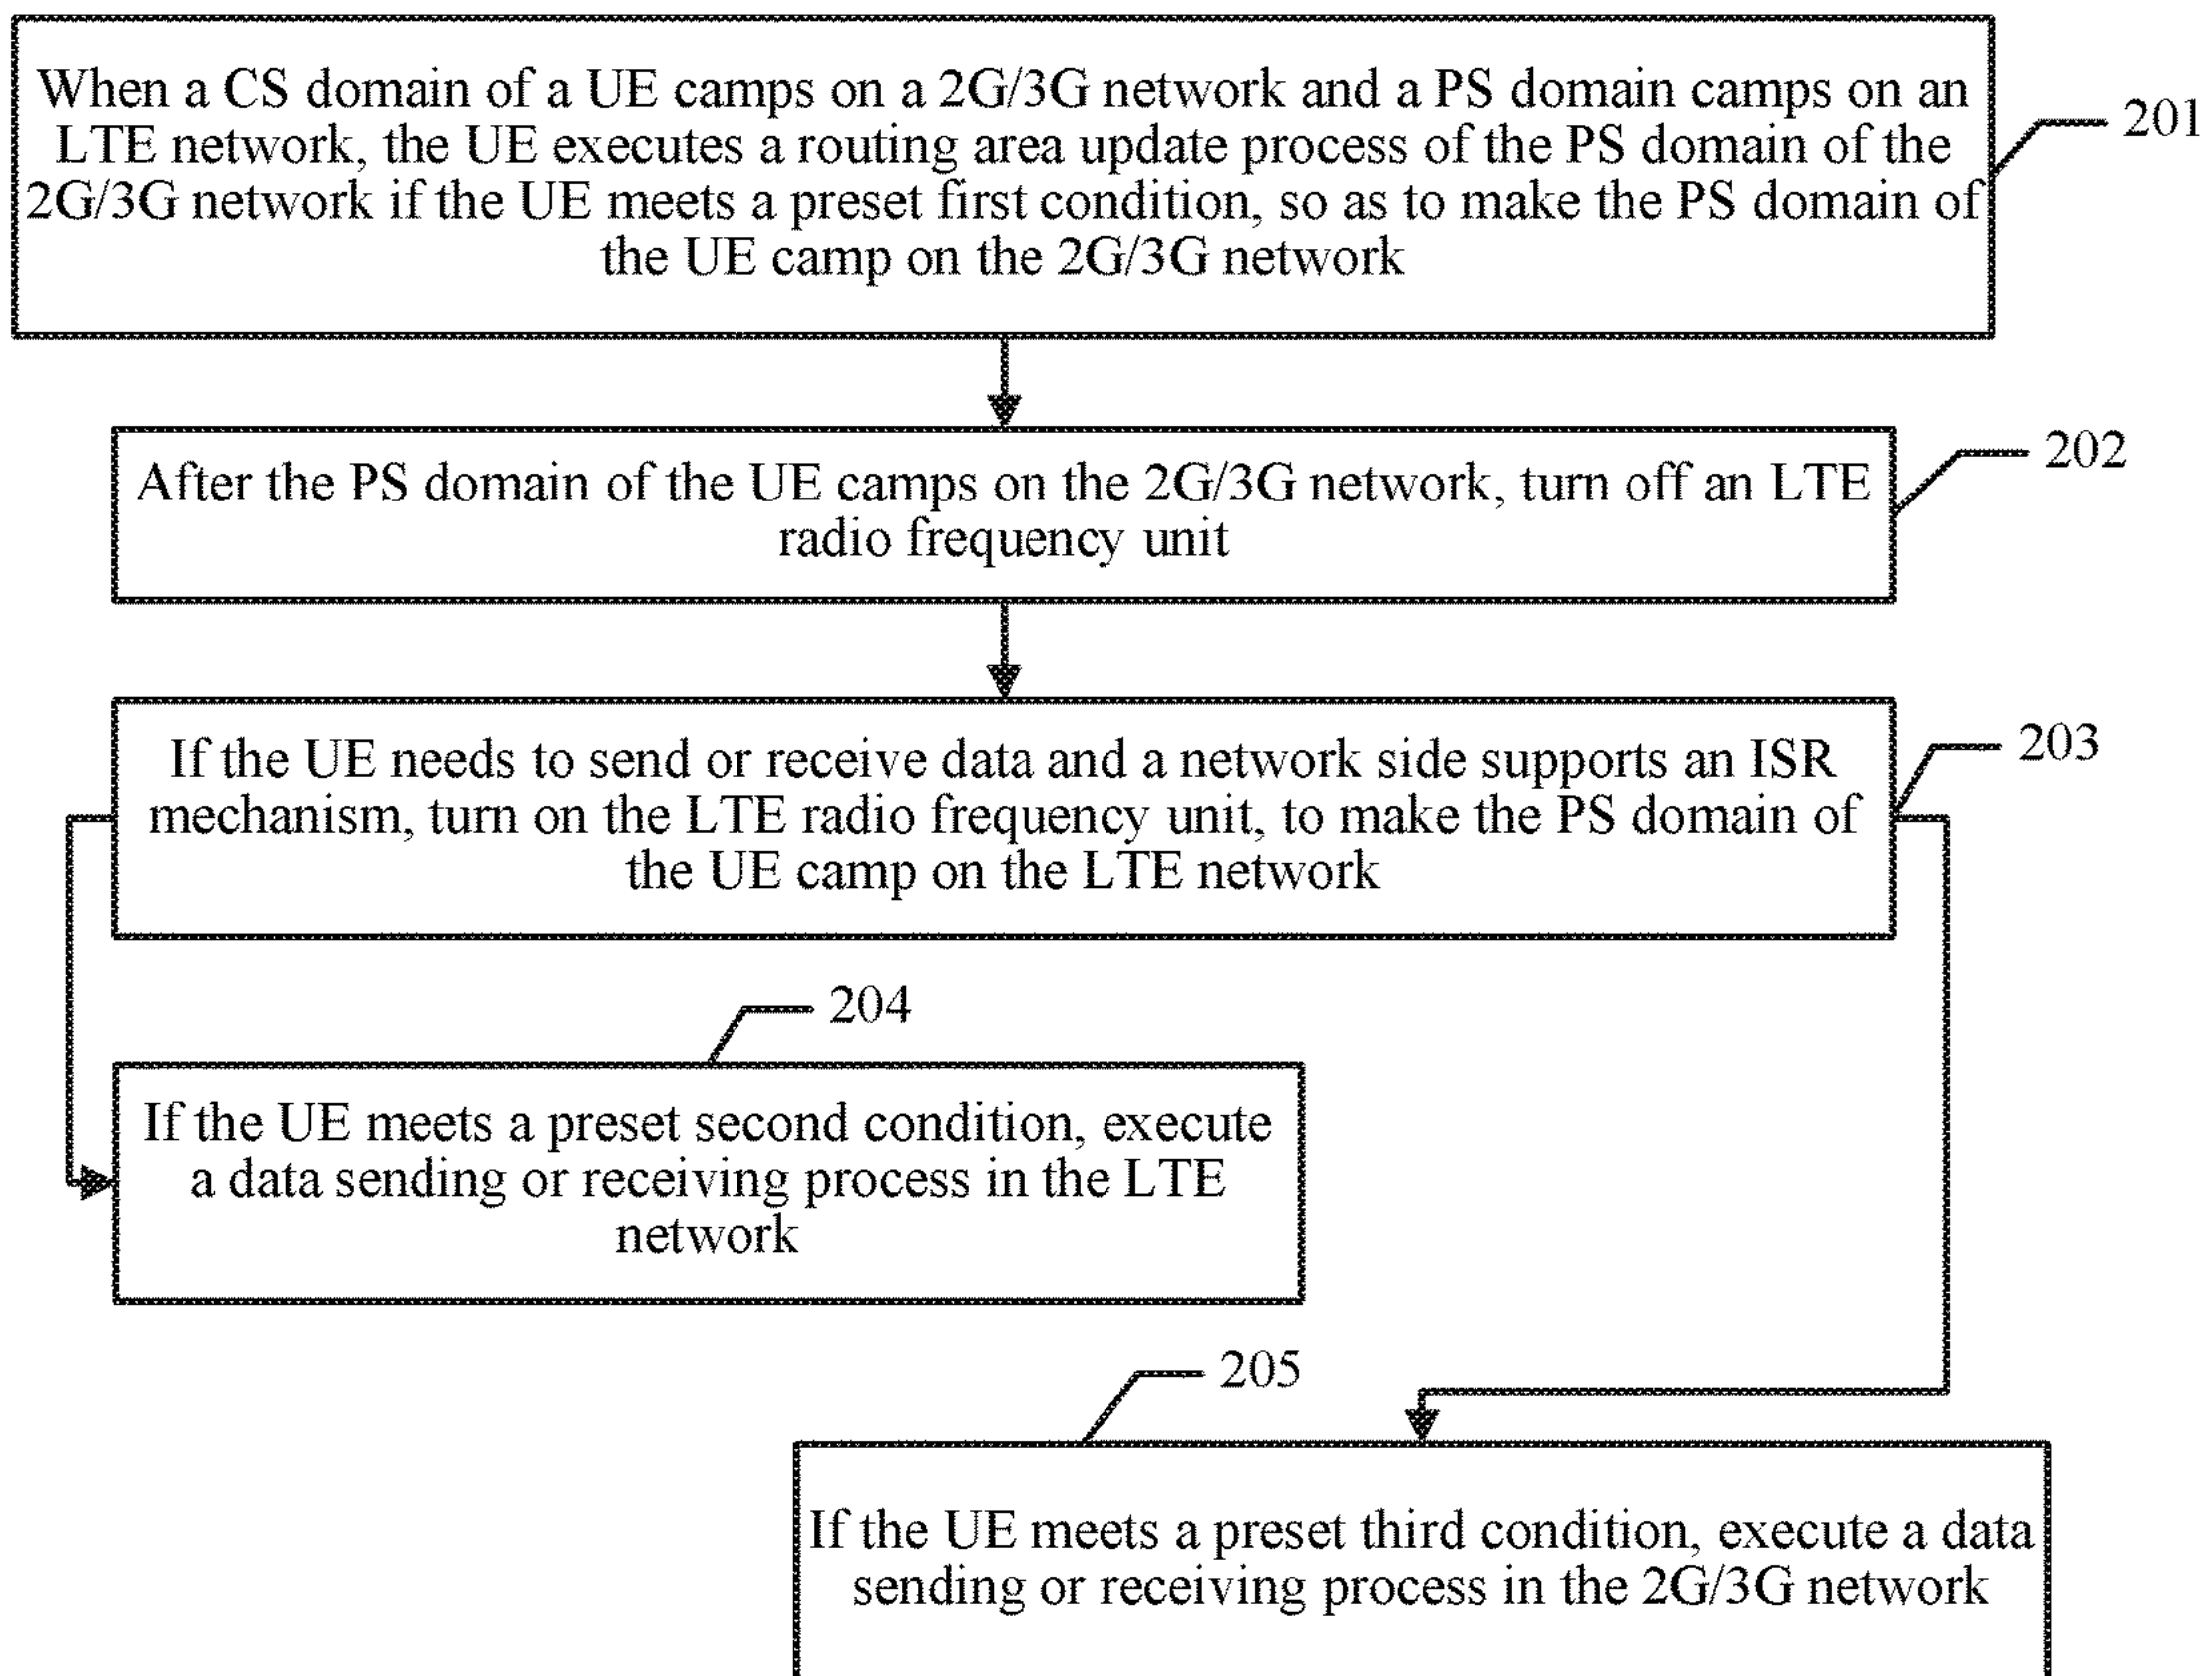 When a CS domain of a UE camps on a 2G/3G network and a PS domain camps on an
LTE network, the UE executes a routing area update process of the PS domain of the
2G/3G network if the UE meets a preset first condition, so as to make the PS domain of
the UE camp on the 2G/3G network
201
After the PS domain of the UE camps on the 2G/3G network, turn off an LTE
radio frequency unit
202
If the UE needs to send or receive data and a network side supports an ISR
mechanism, turn on the LTE radio frequency unit, to make the PS domain of
the UE camp on the LTE network
203
204
If the UE meets a preset second condition, execute
a data sending or receiving process in the LTE
network
205
If the UE meets a preset third condition, execute a data
sending or receiving process in the 2G/3G network